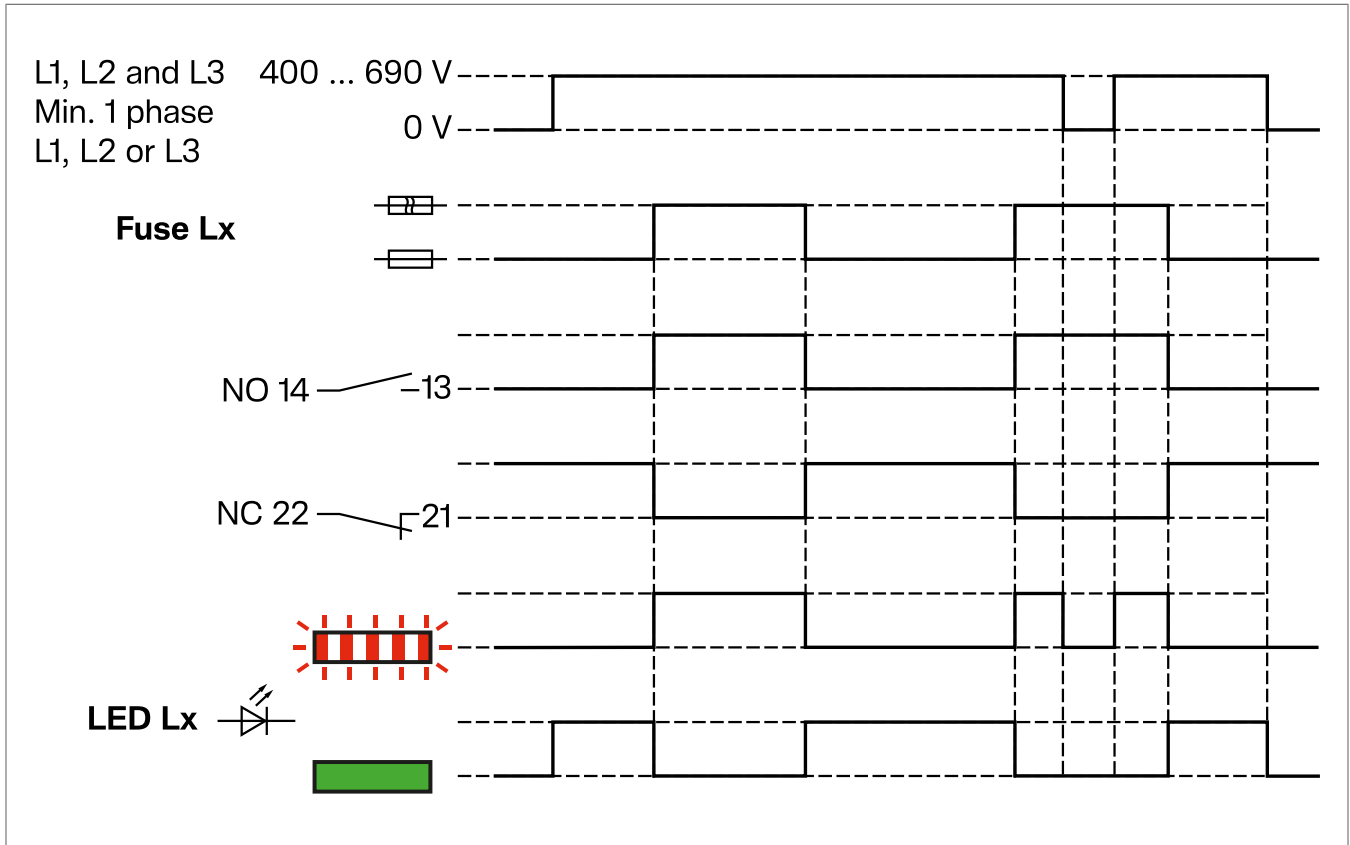 L1, L2 and L3 400 ... 690 V
Min. 1 phase
0 V
L1, L2 or L3
Fuse Lx
NO 14 13
NC 22 21
LED Lx